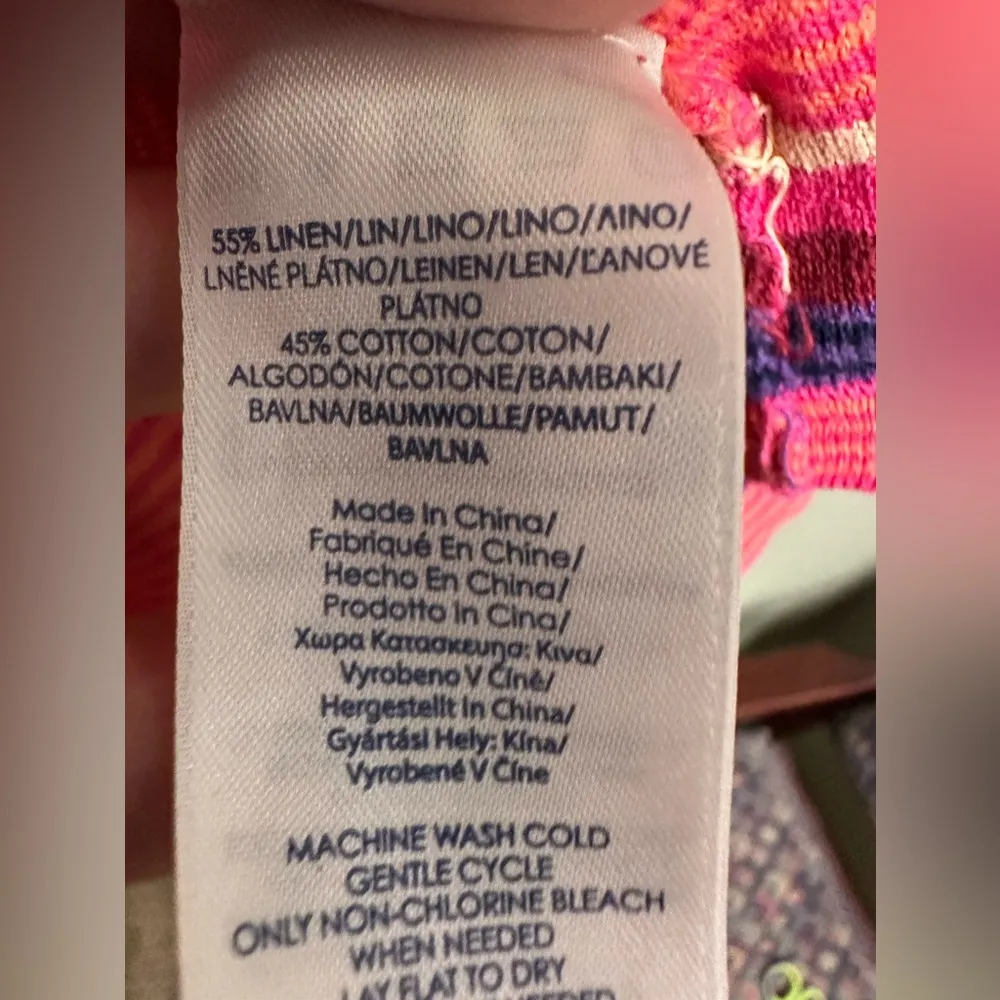 55% LINEN/LIN/LINO/LINO/ΛΙΝΟ/
LNĚNÉ PLÁTNO/LEINEN/LEN/ĽANOVÉ
PLÁTNO
45% COTTON/COTON/
ALGODÓN/COTONE/BAMBAKI/
BAVLNA/BAUMWOLLE/PAMUT/
BAVLNA
Made In China/
Fabriqué En Chine/
Hecho En China/
Prodotto In Cina/
Χωρα Κατασκευησ: Κινα/
Vyrobeno V Číně/
Hergestellt In China/
Gyártási Hely: Kína/
Vyrobené V Číne
MACHINE WASH COLD
GENTLE CYCLE
ONLY NON-CHLORINE BLEACH
WHEN NEEDED
LAY FLAT TO DRY
NEEDED